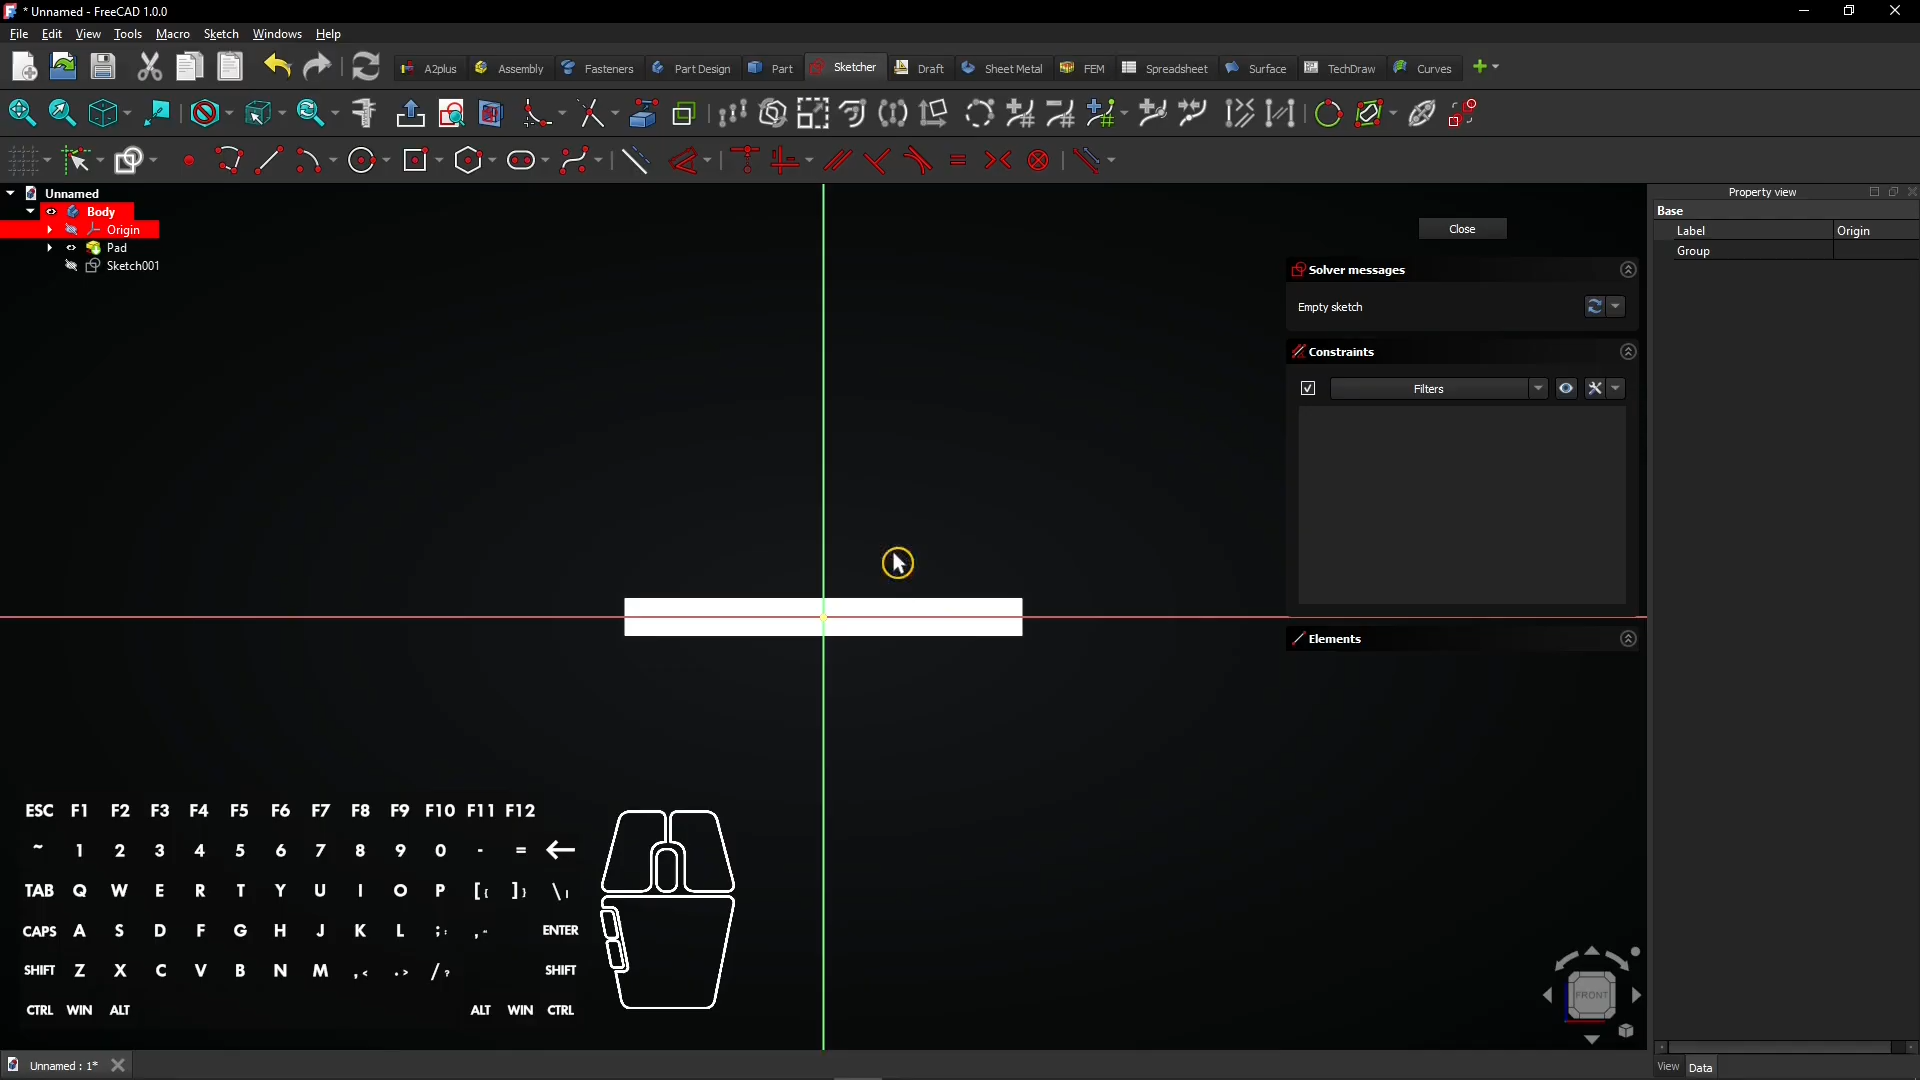 * Unnamed - FreeCAD 1.0.0
File Edit View Tools Macro Sketch Windows Help
A2plus Assembly Fasteners Part Design Part Sketcher Draft Sheet Metal FEM Spreadsheet Surface TechDraw Curves
Unnamed
Body
Origin
Pad
Sketch001
Close
Solver messages
Empty sketch
Constraints
Filters
Elements
Property view
Base
Label Origin
Group
ESC F1 F2 F3 F4 F5 F6 F7 F8 F9 F10 F11 F12
~ 1 2 3 4 5 6 7 8 9 0 - =
TAB Q W E R T Y U I O P [{ ]} \|
CAPS A S D F G H J K L ;: ,"  ENTER
SHIFT Z X C V B N M ,< .> /? SHIFT
CTRL WIN ALT ALT WIN CTRL
FRONT
Unnamed : 1*
View Data